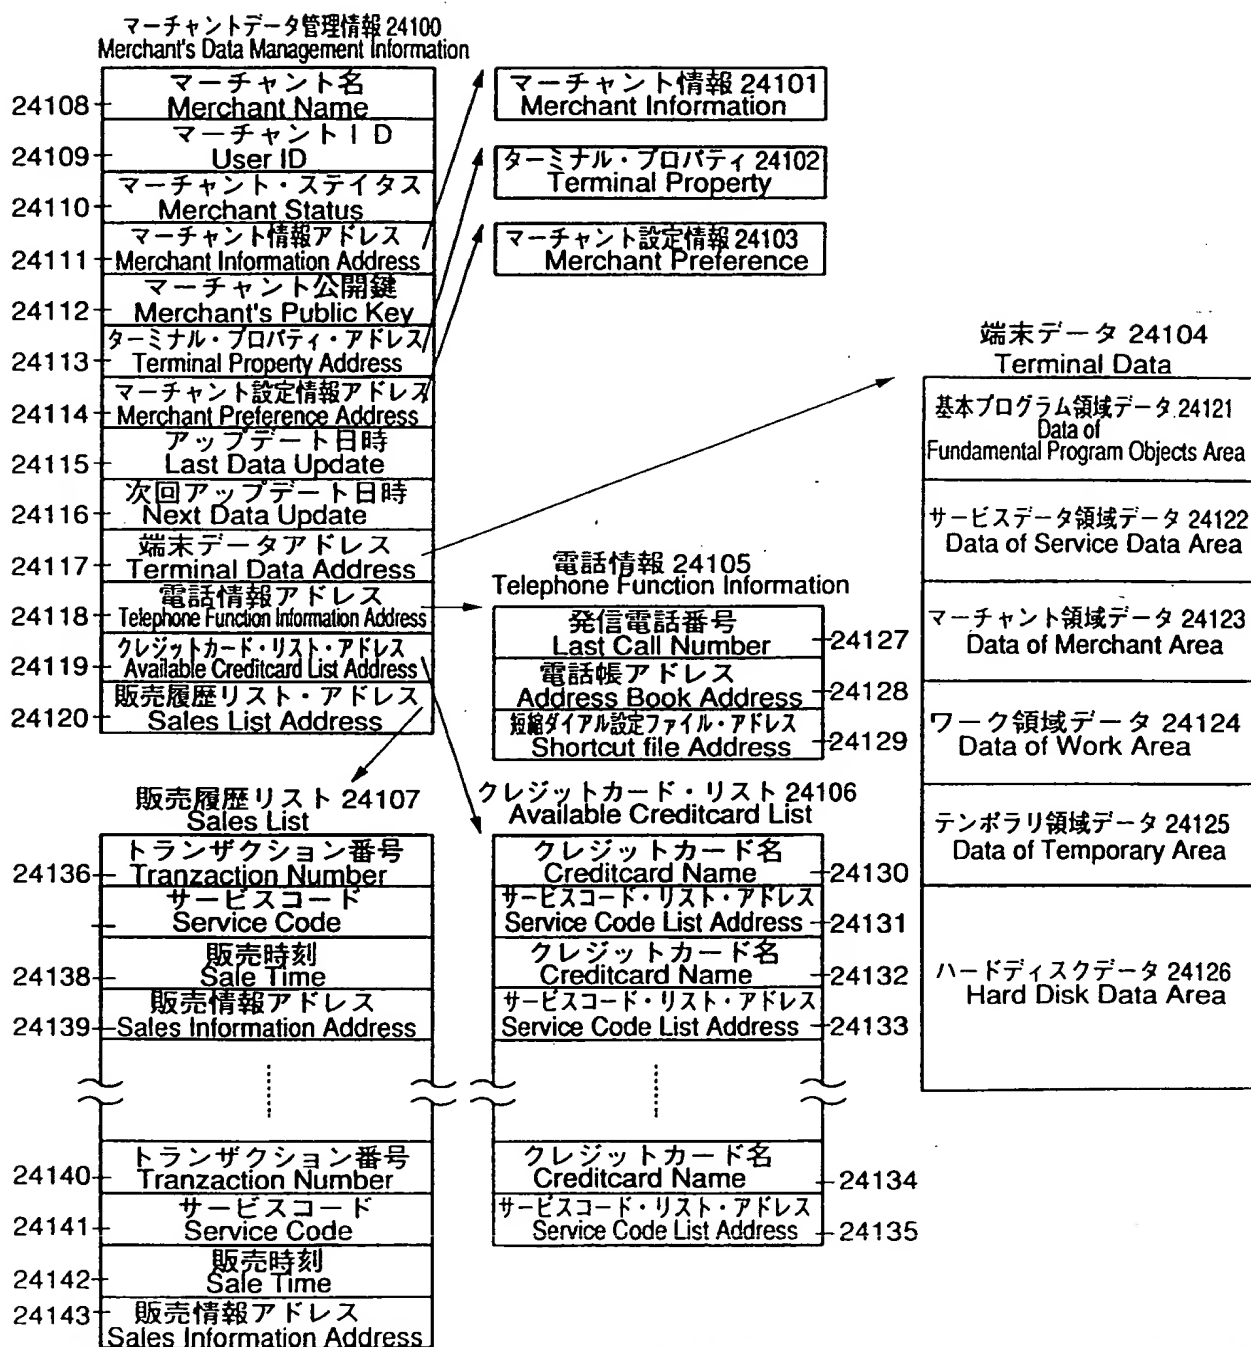 マーチャントデータ管理情報 24100
Merchant's Data Management Information
24108
マーチャント名
Merchant Name
24109
マーチャントID
User ID
24110
マーチャント・ステイタス
Merchant Status
24111
マーチャント情報アドレス
Merchant Information Address
24112
マーチャント公開鍵
Merchant's Public Key
24113
ターミナル・プロパティ・アドレス
Terminal Property Address
24114
マーチャント設定情報アドレス
Merchant Preference Address
24115
アップデート日時
Last Data Update
24116
次回アップデート日時
Next Data Update
24117
端末データアドレス
Terminal Data Address
24118
電話情報アドレス
Telephone Function Information Address
24119
クレジットカード・リスト・アドレス
Available Creditcard List Address
24120
販売履歴リスト・アドレス
Sales List Address
マーチャント情報 24101
Merchant Information
ターミナル・プロパティ 24102
Terminal Property
マーチャント設定情報 24103
Merchant Preference
端末データ 24104
Terminal Data
基本プログラム領域データ 24121
Data of
Fundamental Program Objects Area
サービスデータ領域データ 24122
Data of Service Data Area
マーチャント領域データ 24123
Data of Merchant Area
ワーク領域データ 24124
Data of Work Area
テンポラリ領域データ 24125
Data of Temporary Area
ハードディスクデータ 24126
Hard Disk Data Area
電話情報 24105
Telephone Function Information
発信電話番号
Last Call Number
24127
電話帳アドレス
Address Book Address
24128
短縮ダイアル設定ファイル・アドレス
Shortcut file Address
24129
販売履歴リスト 24107
Sales List
24136
トランザクション番号
Tranzaction Number
サービスコード
Service Code
24138
販売時刻
Sale Time
24139
販売情報アドレス
Sales Information Address
24140
トランザクション番号
Tranzaction Number
24141
サービスコード
Service Code
24142
販売時刻
Sale Time
24143
販売情報アドレス
Sales Information Address
クレジットカード・リスト 24106
Available Creditcard List
クレジットカード名
Creditcard Name
24130
サービスコード・リスト・アドレス
Service Code List Address
24131
クレジットカード名
Creditcard Name
24132
サービスコード・リスト・アドレス
Service Code List Address
24133
クレジットカード名
Creditcard Name
24134
サービスコード・リスト・アドレス
Service Code List Address
24135